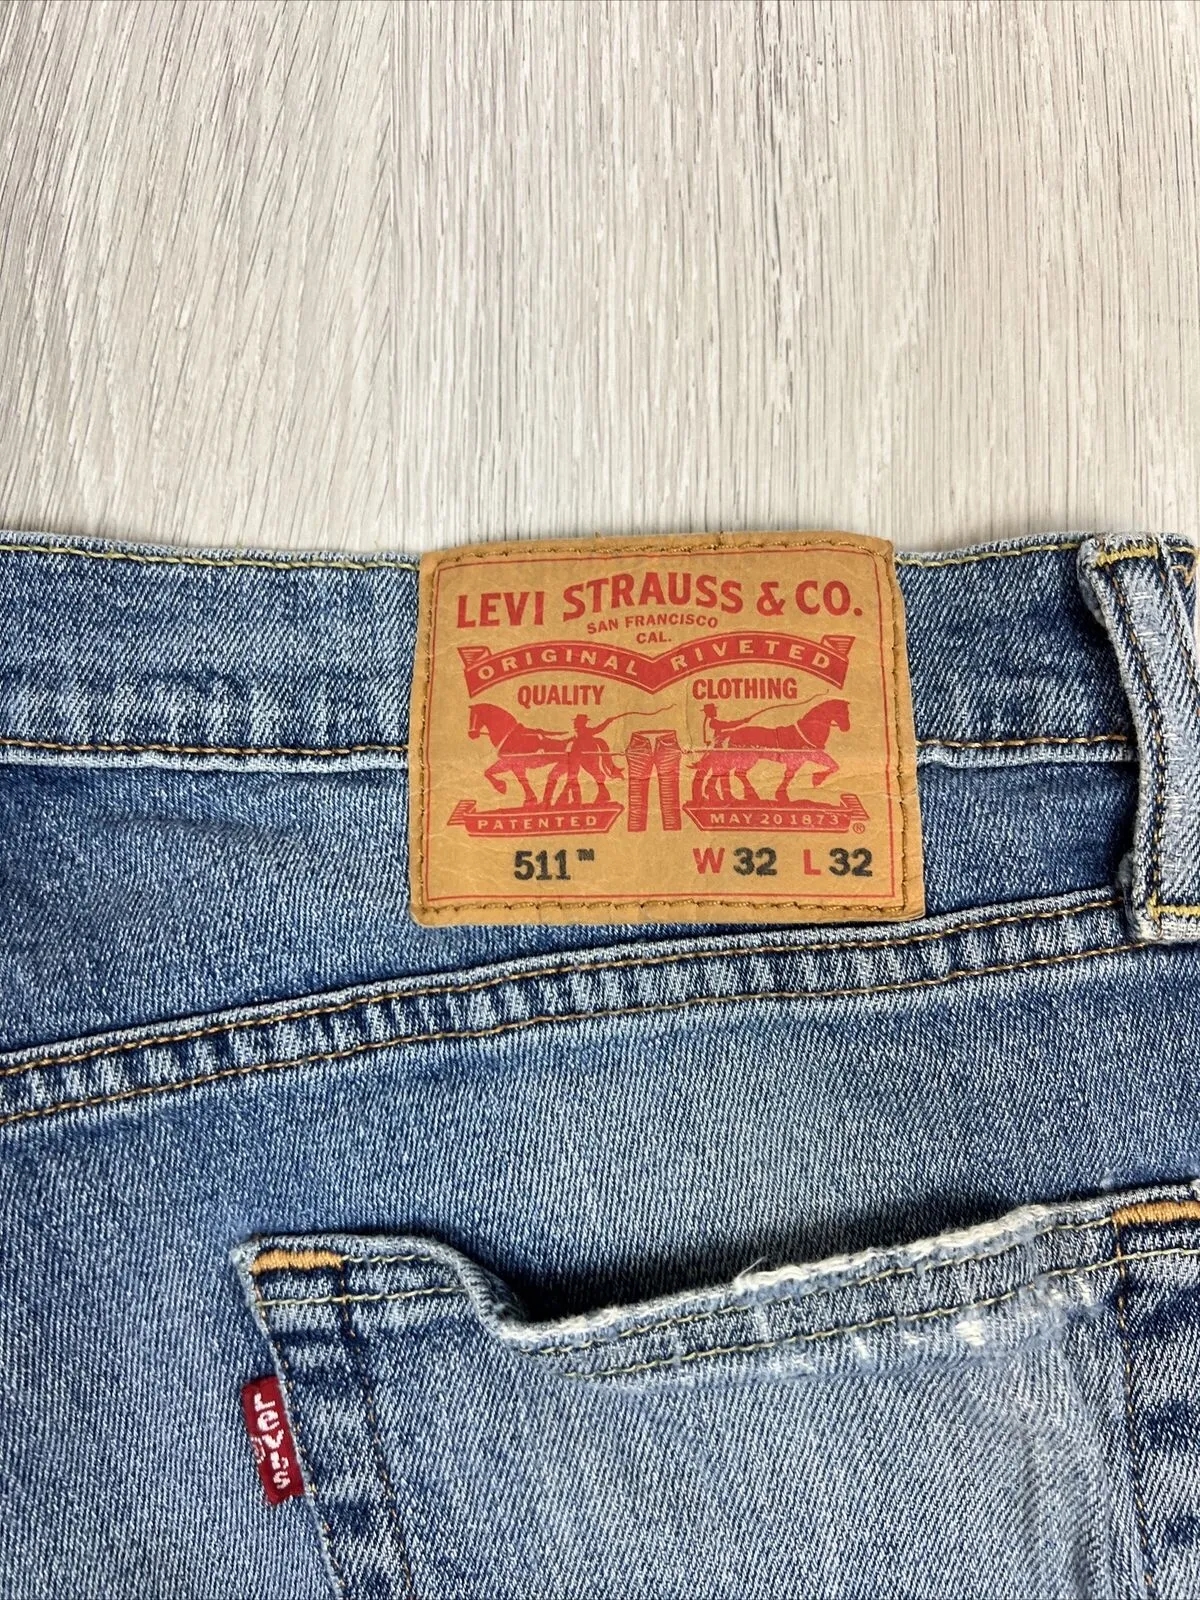 LEVI STRAUSS & CO.
SAN FRANCISCO
CAL.
ORIGINAL RIVETED
QUALITY CLOTHING
PATENTED MAY 20 1873 ®
511™ W 32 L 32
LEVI'S